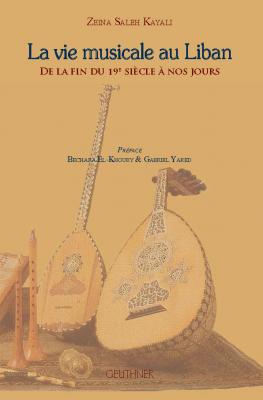 Zeina Saleh Kayali
La vie musicale au Liban
De la fin du 19e siècle à nos jours
Préface
Bechara El-Khoury & Gabriel Yared
GEUTHNER